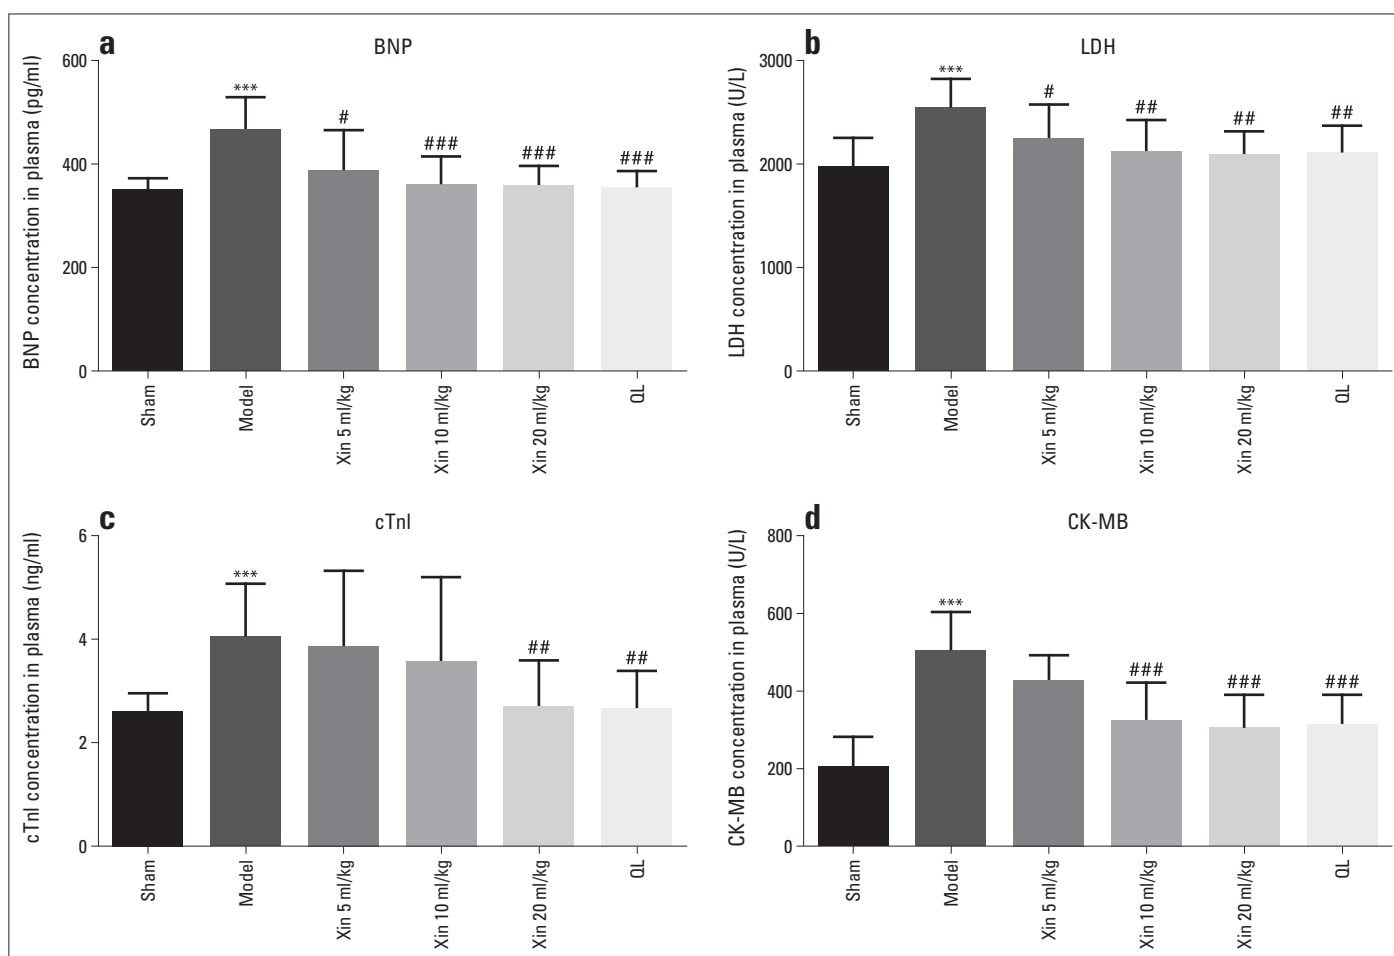 a
BNP
BNP concentration in plasma (pg/ml)
600
400
200
0
***
#
###
###
###
Sham
Model
Xin 5 ml/kg
Xin 10 ml/kg
Xin 20 ml/kg
QL
b
LDH
LDH concentration in plasma (U/L)
3000
2000
1000
0
***
#
##
##
##
Sham
Model
Xin 5 ml/kg
Xin 10 ml/kg
Xin 20 ml/kg
QL
c
cTnI
cTnI concentration in plasma (ng/ml)
6
4
2
0
***
##
##
Sham
Model
Xin 5 ml/kg
Xin 10 ml/kg
Xin 20 ml/kg
QL
d
CK-MB
CK-MB concentration in plasma (U/L)
800
600
400
200
0
***
###
###
###
Sham
Model
Xin 5 ml/kg
Xin 10 ml/kg
Xin 20 ml/kg
QL